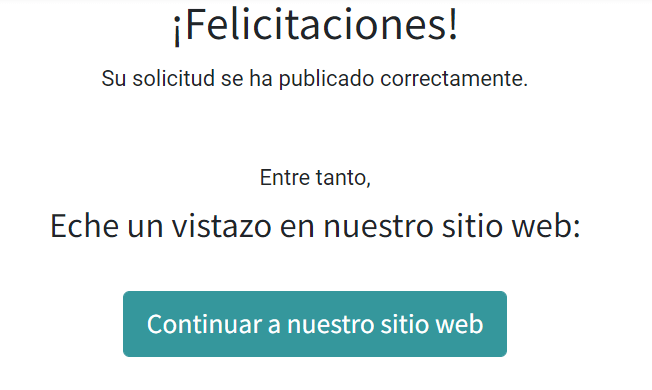 ¡Felicitaciones!
Su solicitud se ha publicado correctamente.
Entre tanto,
Eche un vistazo en nuestro sitio web:
Continuar a nuestro sitio web